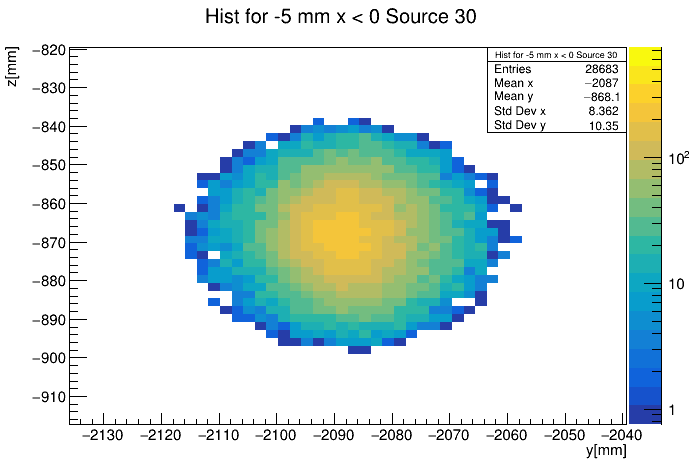 Hist for -5 mm x < 0 Source 30
z[mm]
Hist for -5 mm x < 0 Source 30
Entries 28683
Mean x −2087
Mean y −868.1
Std Dev x 8.362
Std Dev y 10.35
−820
−830
−840
−850
−860
−870
−880
−890
−900
−910
10²
10
1
−2130 −2120 −2110 −2100 −2090 −2080 −2070 −2060 −2050 −2040
y[mm]